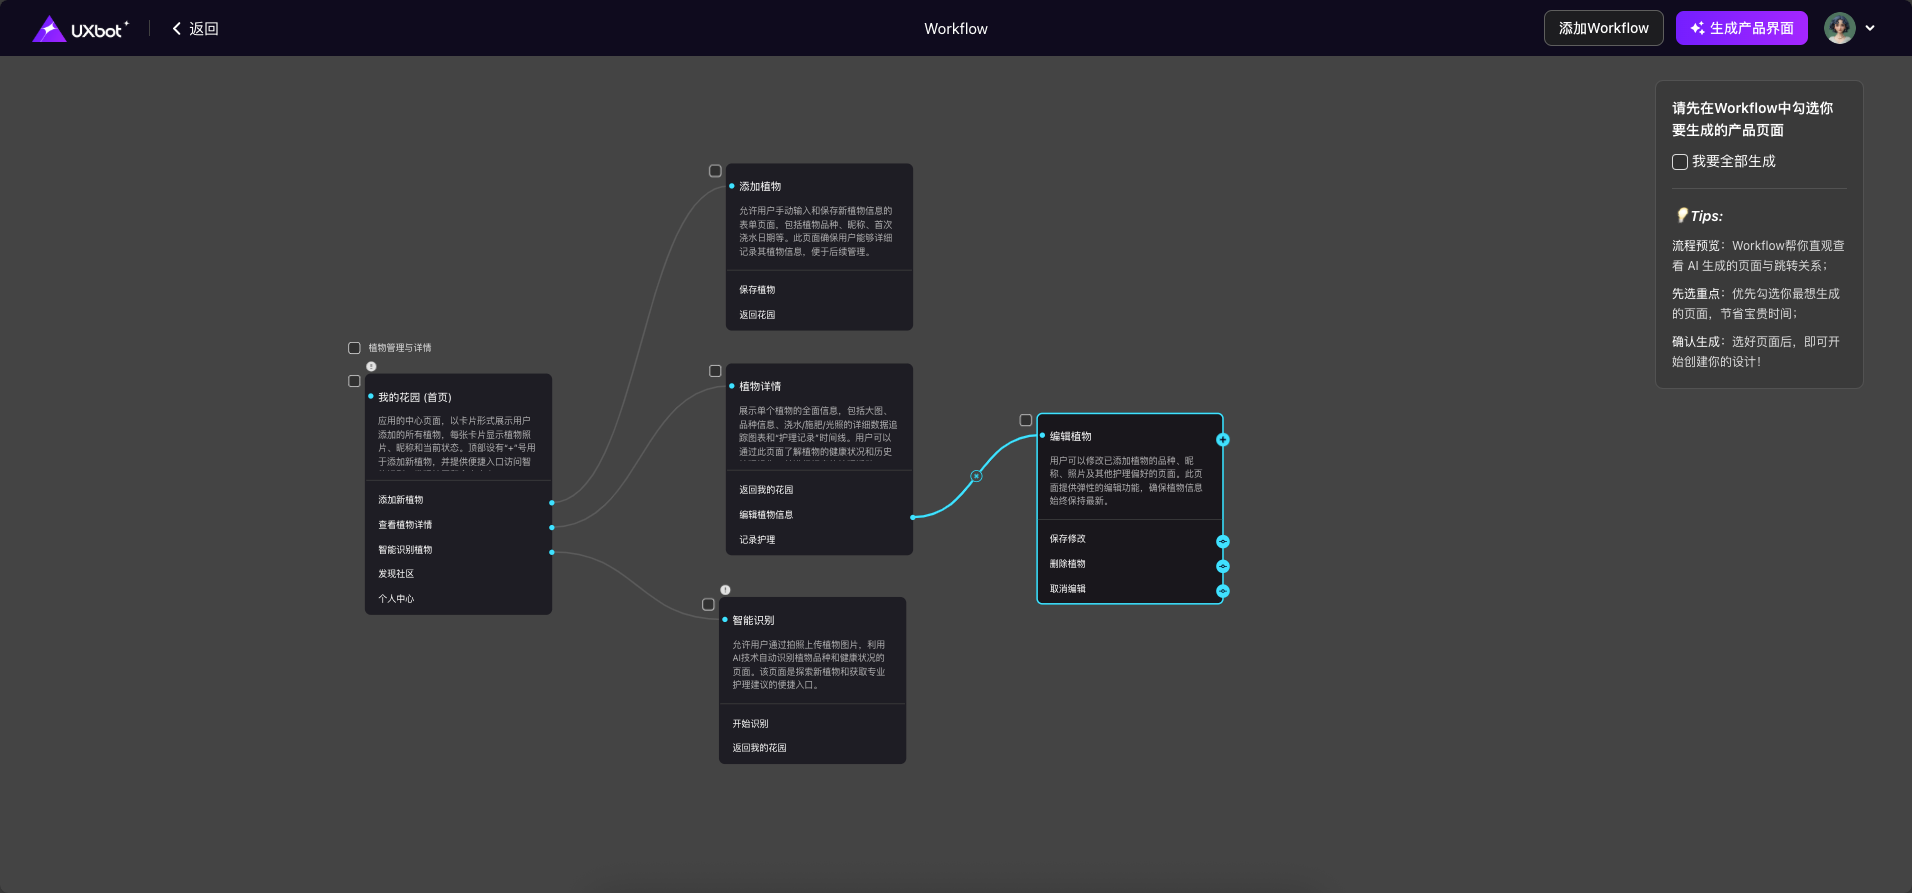 UXbot
返回
Workflow
添加Workflow
生成产品界面
请先在Workflow中勾选你
要生成的产品页面
我要全部生成
Tips:
流程预览：Workflow帮你直观查
看 AI 生成的页面与跳转关系；
先选重点：优先勾选你最想生成
的页面，节省宝贵时间；
确认生成：选好页面后，即可开
始创建你的设计！
植物管理与详情
我的花园 (首页)
应用的中心页面，以卡片形式展示用户
添加的所有植物，每张卡片显示植物照
片、昵称和当前状态。顶部设有“+”号用
于添加新植物，并提供便捷入口访问智
添加新植物
查看植物详情
智能识别植物
发现社区
个人中心
添加植物
允许用户手动输入和保存新植物信息的
表单页面，包括植物品种、昵称、首次
浇水日期等。此页面确保用户能够详细
记录其植物信息，便于后续管理。
保存植物
返回花园
植物详情
展示单个植物的全面信息，包括大图、
品种信息、浇水/施肥/光照的详细数据追
踪图表和“护理记录”时间线。用户可以
通过此页面了解植物的健康状况和历史
返回我的花园
编辑植物信息
记录护理
智能识别
允许用户通过拍照上传植物图片，利用
AI技术自动识别植物品种和健康状况的
页面。该页面是探索新植物和获取专业
护理建议的便捷入口。
开始识别
返回我的花园
编辑植物
用户可以修改已添加植物的品种、昵
称、照片及其他护理偏好的页面。此页
面提供弹性的编辑功能，确保植物信息
始终保持最新。
保存修改
删除植物
取消编辑